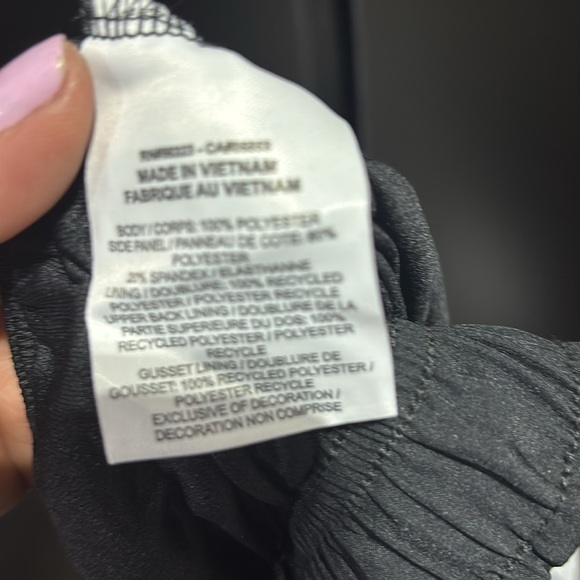 MADE IN VIETNAM
FABRIQUE AU VIETNAM
BODY / CORPS: 100% POLYESTER
SIDE PANEL / PANNEAU DE COTE:
POLYESTER
SPANDEX / ELASTHANNE
LINING / DOUBLURE: 100% RECYCLED
POLYESTER / POLYESTER RECYCLE
UPPER BACK LINING / DOUBLURE DE LA
PARTIE SUPERIEURE DU DOS: 100%
RECYCLED POLYESTER / POLYESTER
RECYCLE
GUSSET LINING / DOUBLURE DE
GOUSSET: 100% RECYCLED POLYESTER /
POLYESTER RECYCLE
EXCLUSIVE OF DECORATION /
DECORATION NON COMPRISE